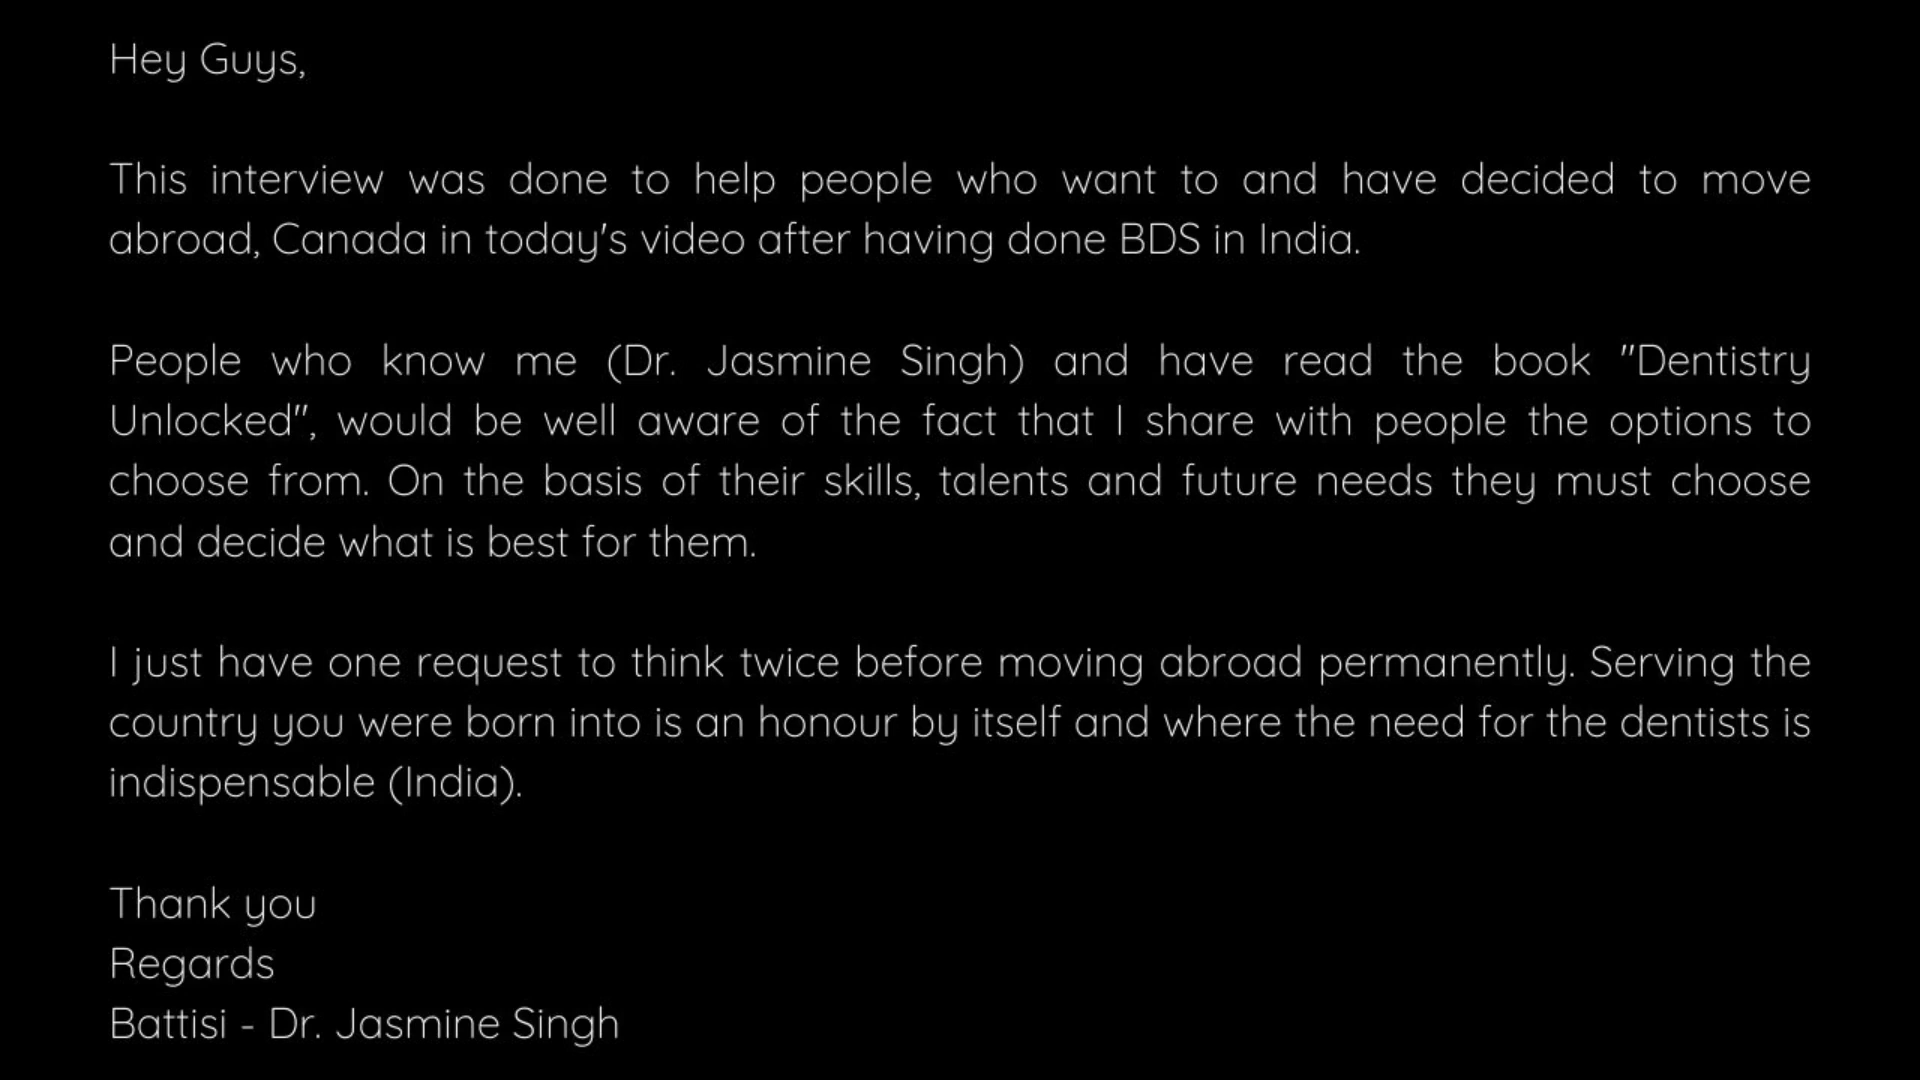 Hey Guys,
This interview was done to help people who want to and have decided to move
abroad, Canada in today's video after having done BDS in India.
People who know me (Dr. Jasmine Singh) and have read the book "Dentistry
Unlocked", would be well aware of the fact that I share with people the options to
choose from. On the basis of their skills, talents and future needs they must choose
and decide what is best for them.
I just have one request to think twice before moving abroad permanently. Serving the
country you were born into is an honour by itself and where the need for the dentists is
indispensable (India).
Thank you
Regards
Battisi - Dr. Jasmine Singh